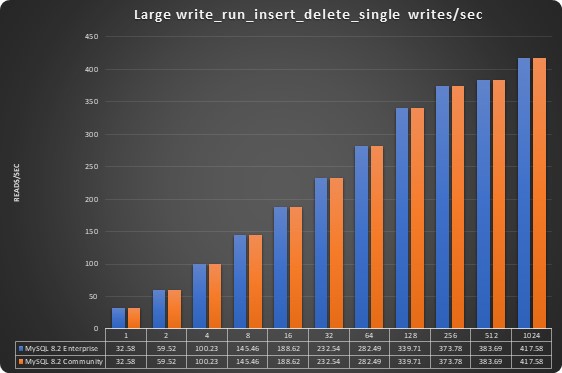 Large write_run_insert_delete_single writes/sec
450
400
350
300
250
200
150
100
50
0
READS/SEC
1 2 4 8 16 32 64 128 256 512 1024
MySQL 8.2 Enterprise 32.58 59.52 100.23 145.46 188.62 232.54 282.49 339.71 373.78 383.69 417.58
MySQL 8.2 Community 32.58 59.52 100.23 145.46 188.62 232.54 282.49 339.71 373.78 383.69 417.58